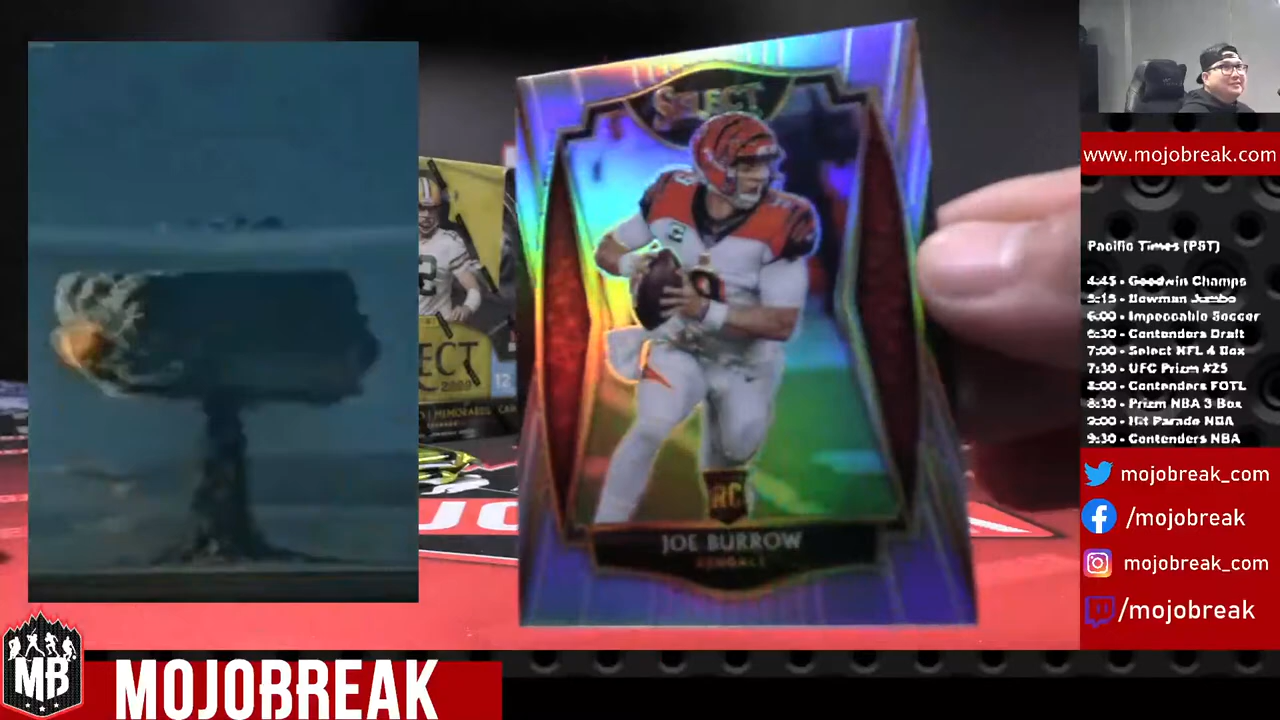 SELECT
JOE BURROW
BENGALS
RC
12
MB
MOJOBREAK
www.mojobreak.com
Pacific Times (PST)
4:45 - Goodwin Champs
5:15 - Bowman Jumbo
6:00 - Impeccable Soccer
6:30 - Contenders Draft
7:00 - Select NFL 4 Box
7:30 - UFC Prizm #25
8:00 - Contenders FOTL
8:30 - Prizm NBA 3 Box
9:00 - Hit Parade NBA
9:30 - Contenders NBA
mojobreak_com
/mojobreak
mojobreak_com
/mojobreak